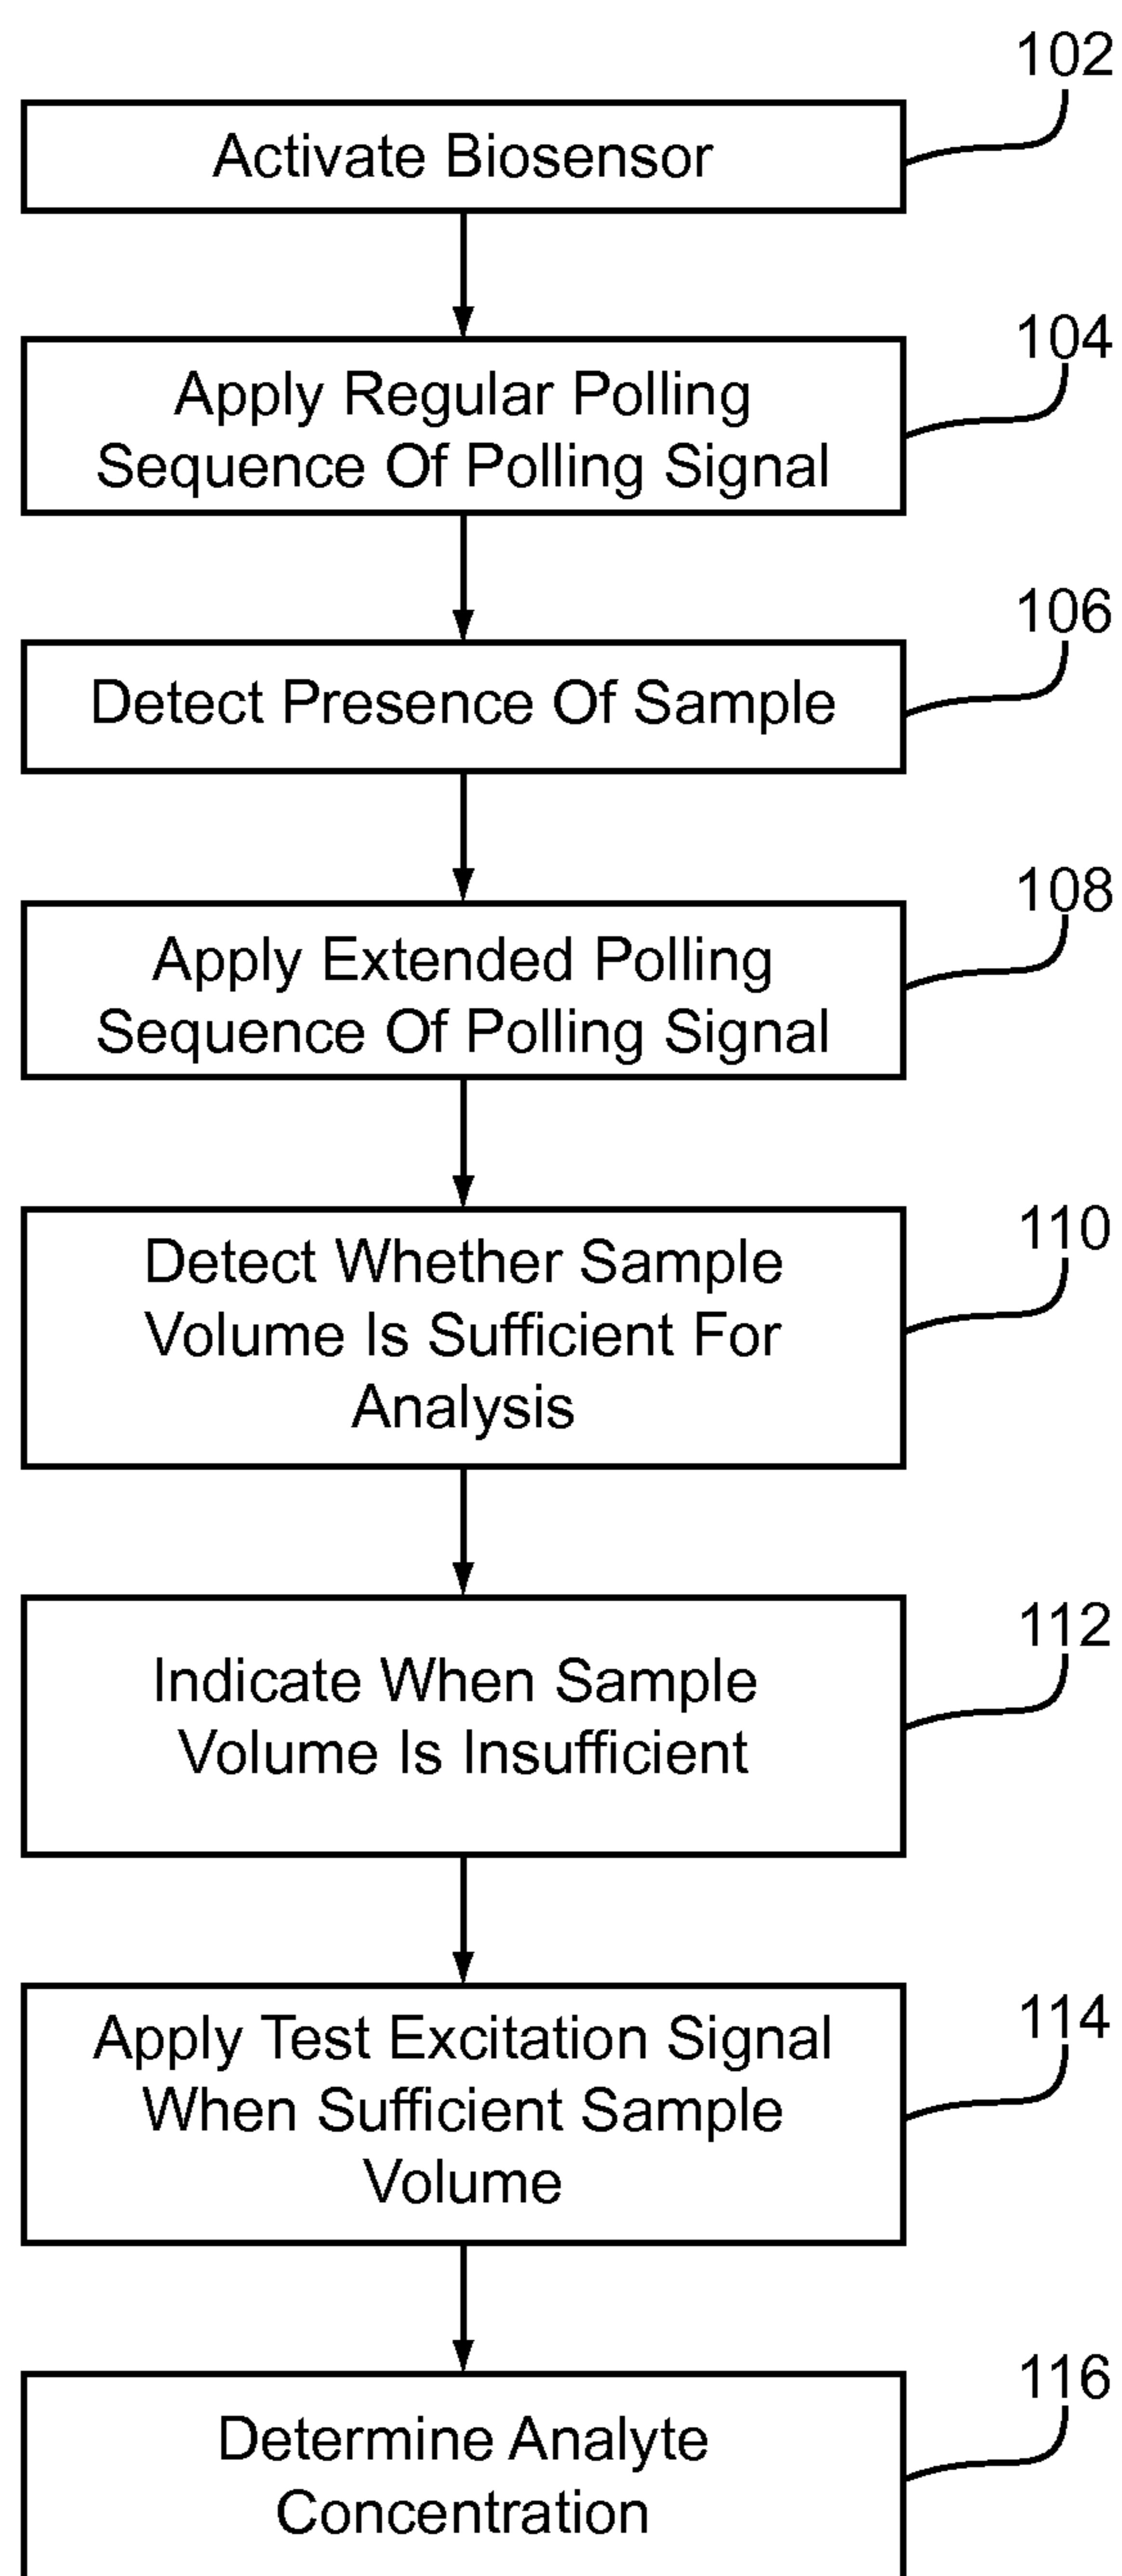 102
Activate Biosensor
104
Apply Regular Polling
Sequence Of Polling Signal
106
Detect Presence Of Sample
108
Apply Extended Polling
Sequence Of Polling Signal
110
Detect Whether Sample
Volume Is Sufficient For
Analysis
112
Indicate When Sample
Volume Is Insufficient
114
Apply Test Excitation Signal
When Sufficient Sample
Volume
116
Determine Analyte
Concentration